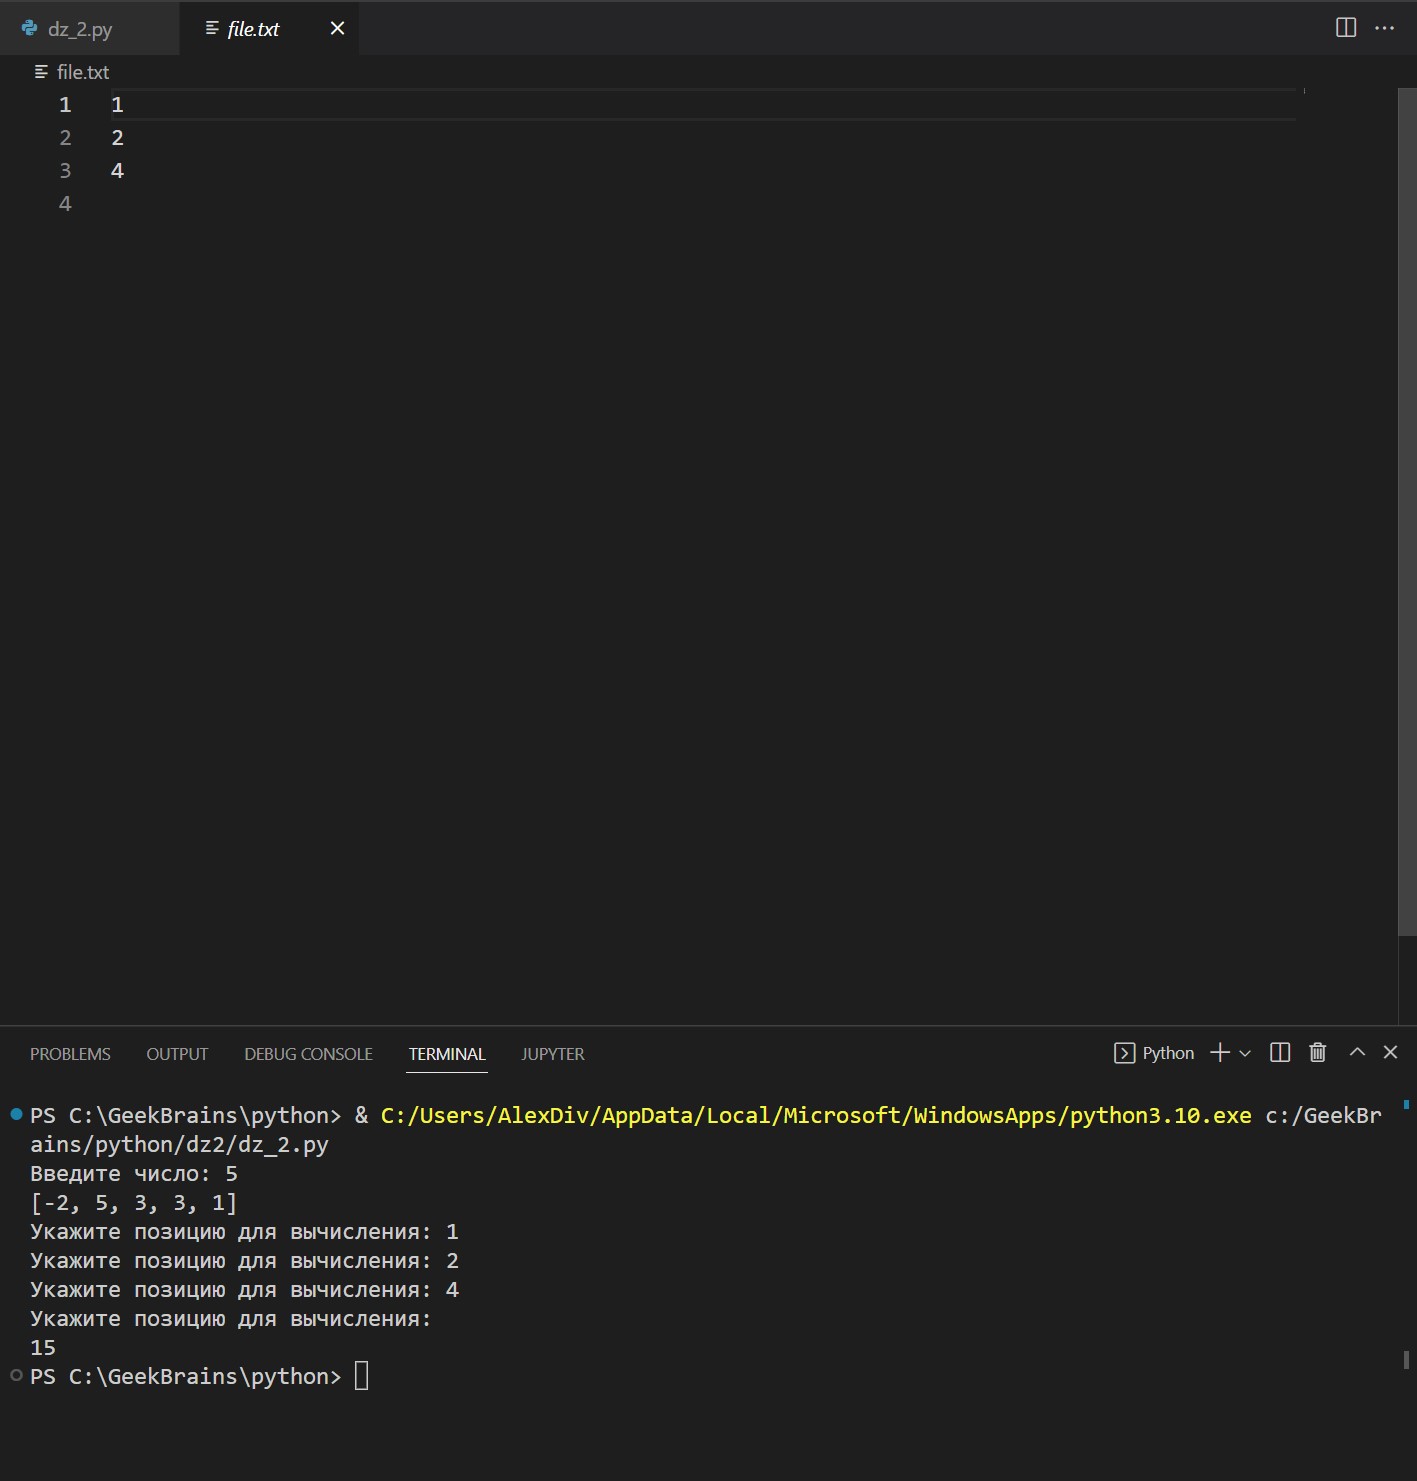 dz_2.py
file.txt
file.txt
1 1
2 2
3 4
4
PROBLEMS OUTPUT DEBUG CONSOLE TERMINAL JUPYTER Python
PS C:\GeekBrains\python> & C:/Users/AlexDiv/AppData/Local/Microsoft/WindowsApps/python3.10.exe c:/GeekBr
ains/python/dz2/dz_2.py
Введите число: 5
[-2, 5, 3, 3, 1]
Укажите позицию для вычисления: 1
Укажите позицию для вычисления: 2
Укажите позицию для вычисления: 4
Укажите позицию для вычисления:
15
PS C:\GeekBrains\python>